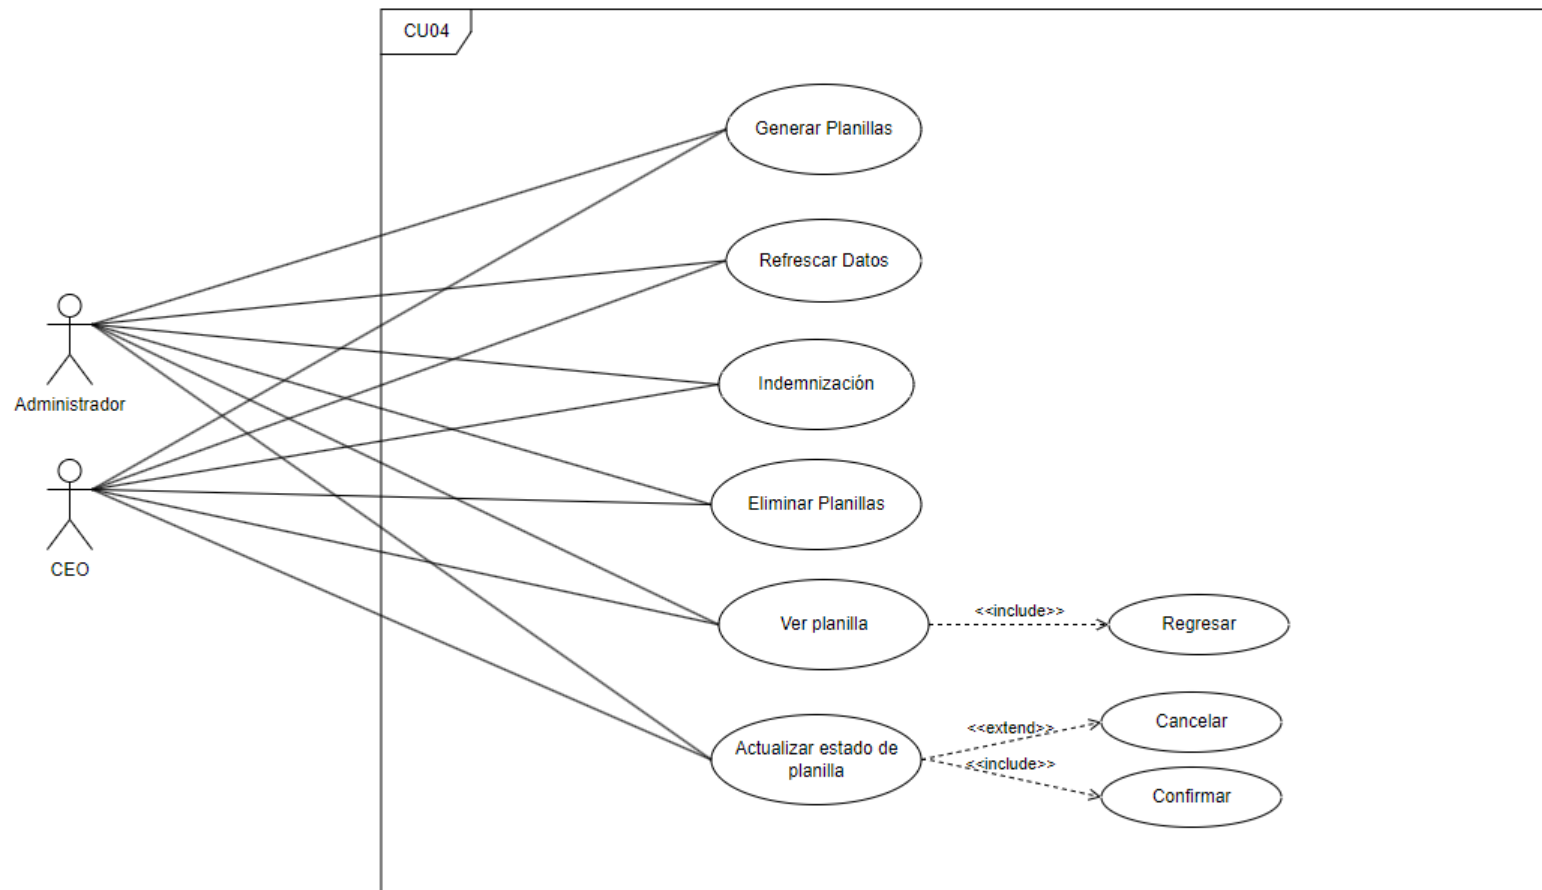 CU04
Generar Planillas
Refrescar Datos
Administrador
Indemnización
CEO
Eliminar Planillas
Ver planilla
<<include>>
Regresar
Actualizar estado de
planilla
<<extend>>
Cancelar
<<include>>
Confirmar